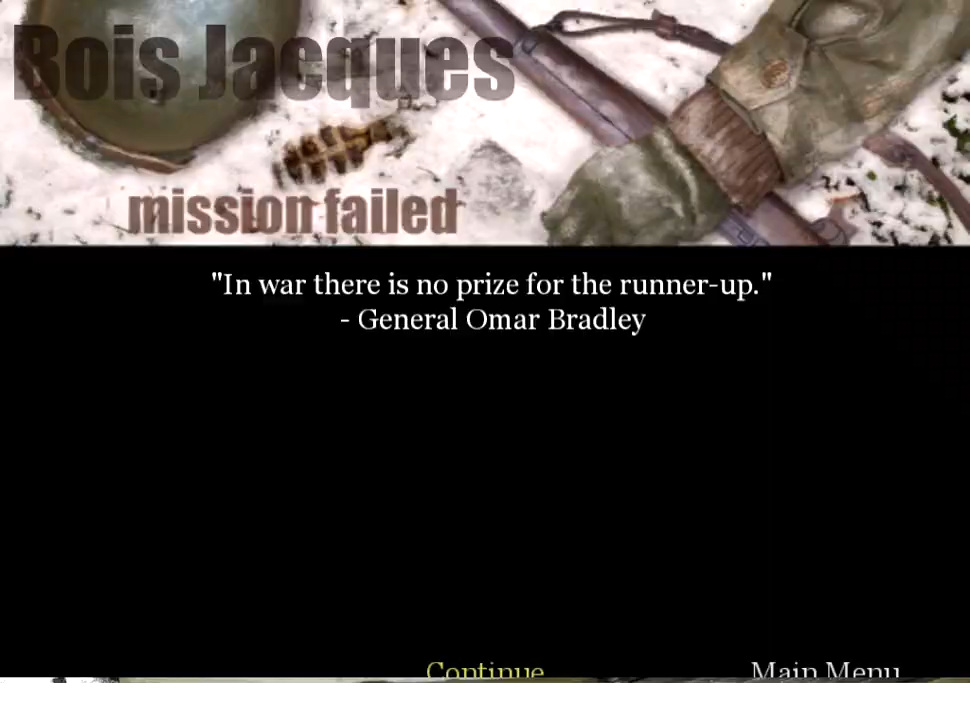 Bois Jacques
mission failed
"In war there is no prize for the runner-up."
- General Omar Bradley
Continue
Main Menu